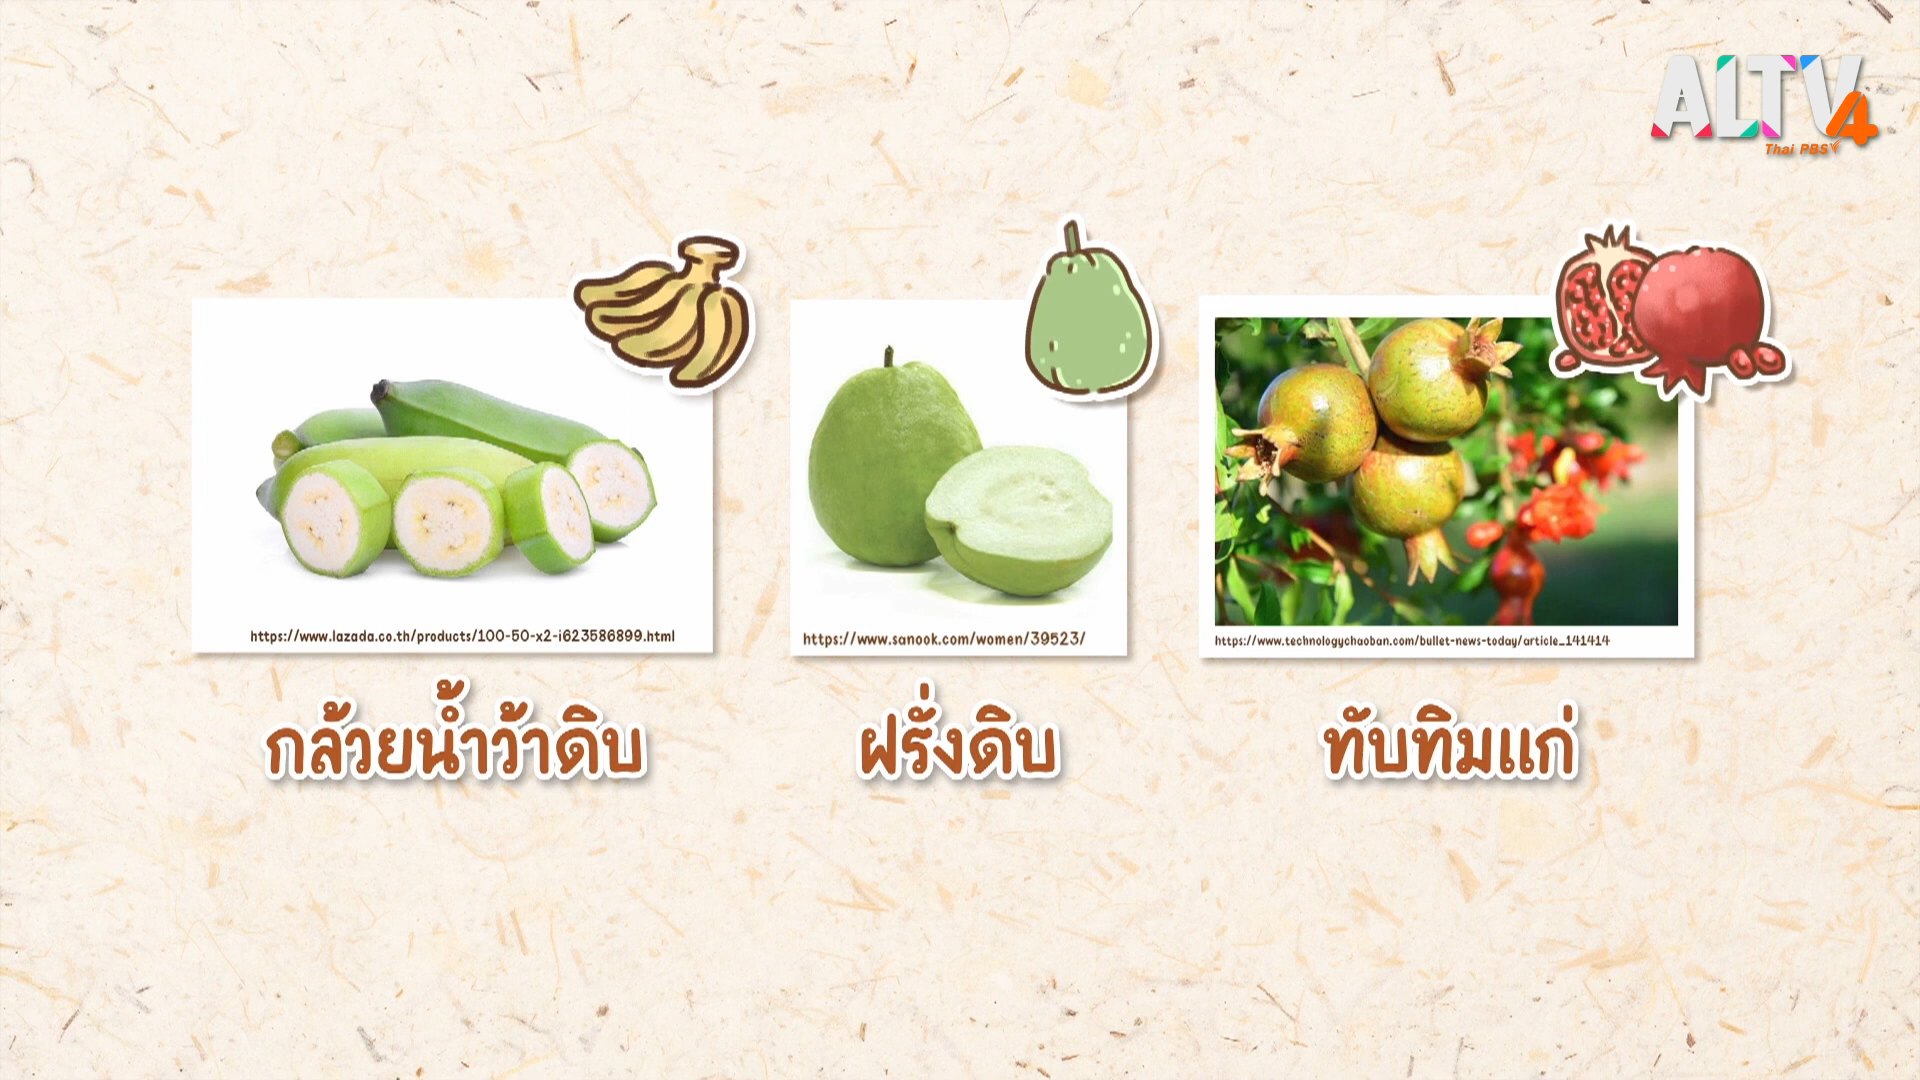 ALTV4
Thai PBS
https://www.lazada.co.th/products/100-50-x2-i623586899.html
https://www.sanook.com/women/39523/
https://www.technologychaoban.com/bullet-news-today/article_141414
กล้วยน้ำว้าดิบ
ฝรั่งดิบ
ทับทิมแก่